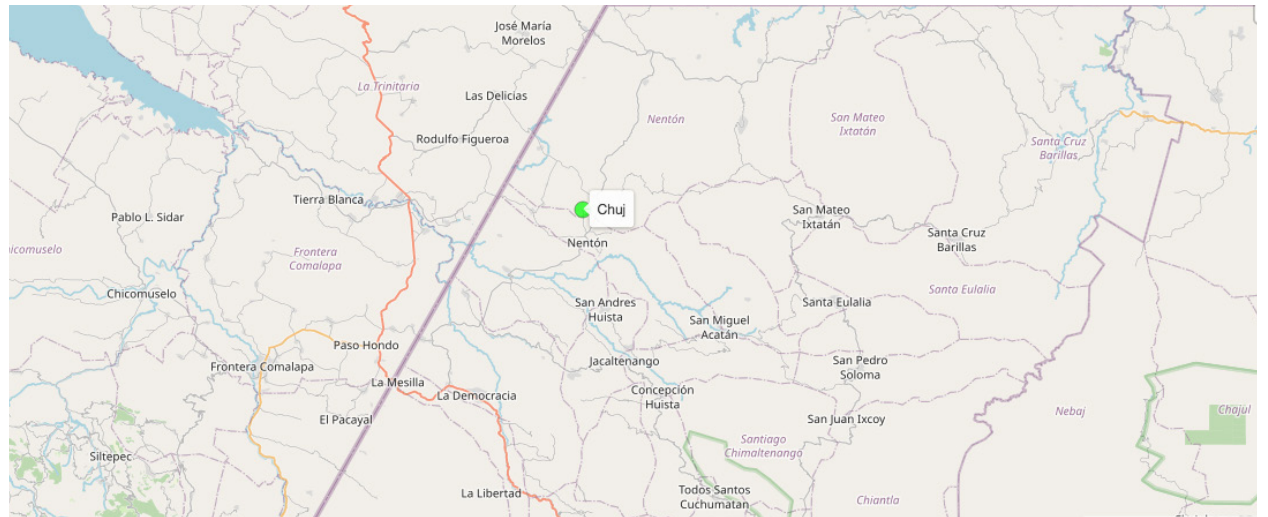 José María
Morelos
La Trinitaria
Las Delicias
Nentón
San Mateo
Ixtatán
Rodulfo Figueroa
Santa Cruz
Barillas
Tierra Blanca
Chuj
Pablo L. Sidar
San Mateo
Ixtatán
Nentón
Santa Cruz
Barillas
icomuselo
Frontera
Comalapa
Chicomuselo
Santa Eulalia
San Andres
Huista
Santa Eulalia
San Miguel
Acatán
Paso Hondo
Jacaltenango
San Pedro
Soloma
Frontera Comalapa
La Mesilla
La Democracia
Concepción
Huista
El Pacayal
San Juan Ixcoy
Nebaj
Chajul
Santiago
Chimaltenongo
Siltepec
La Libertad
Todos Santos
Cuchumatan
Chiantla